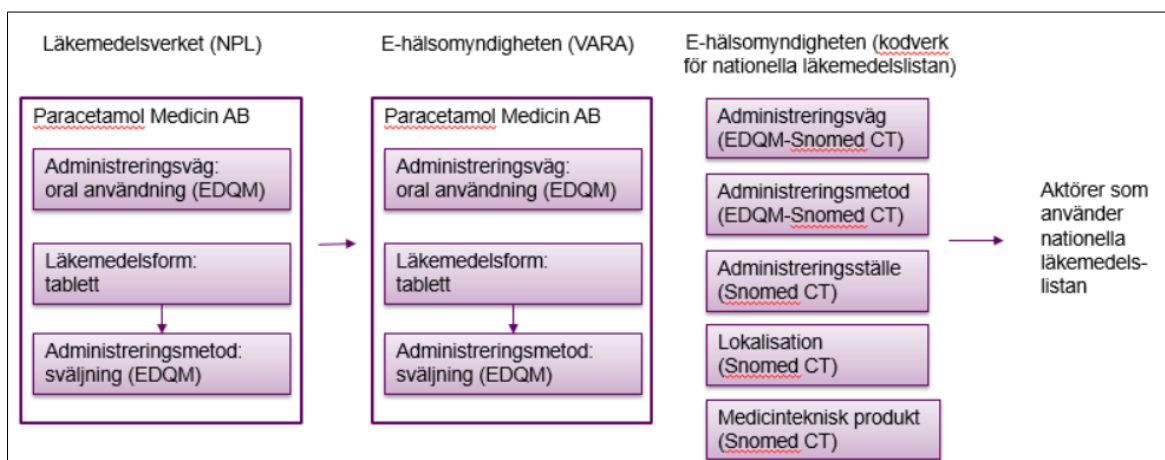 Läkemedelsverket (NPL)
Paracetamol Medicin AB
Administreringsväg:
oral användning (EDQM)
Läkemedelsform:
tablett
Administreringsmetod:
sväljning (EDQM)
E-hälsomyndigheten (VARA)
Paracetamol Medicin AB
Administreringsväg:
oral användning (EDQM)
Läkemedelsform:
tablett
Administreringsmetod:
sväljning (EDQM)
E-hälsomyndigheten (kodverk
för nationella läkemedelslistan)
Administreringsväg
(EDQM-Snomed CT)
Administreringsmetod
(EDQM-Snomed CT)
Administreringsställe
(Snomed CT)
Lokalisation
(Snomed CT)
Medicinteknisk produkt
(Snomed CT)
Aktörer som
använder
nationella
läkemedels-
listan